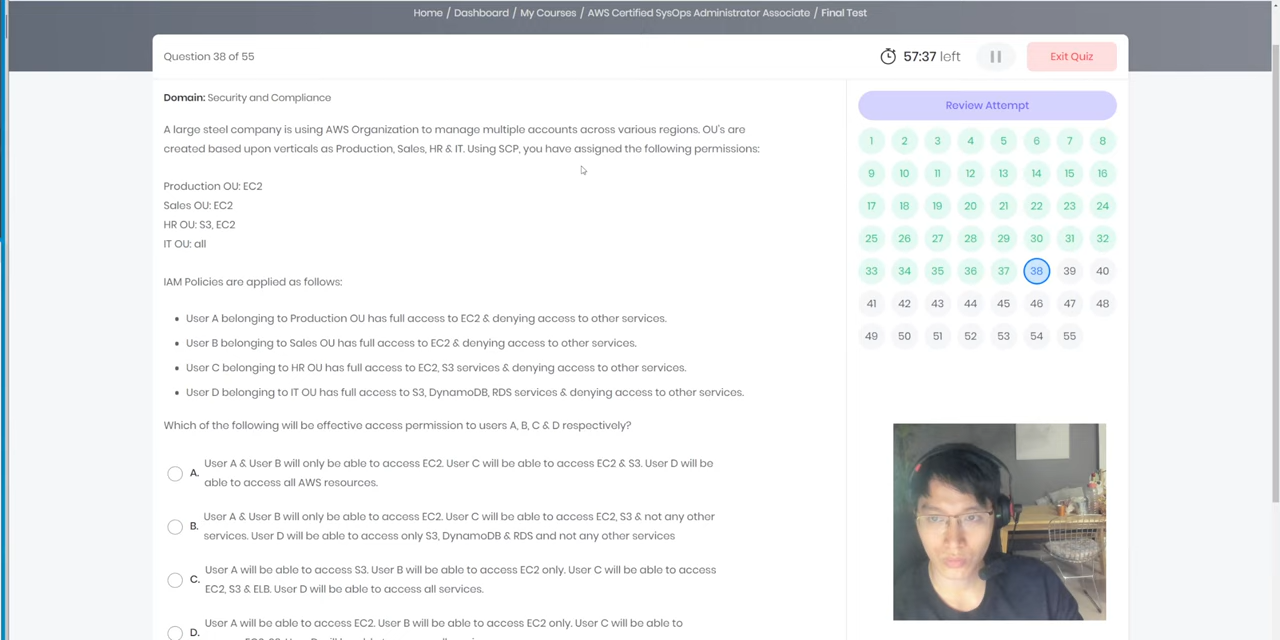 Home / Dashboard / My Courses / AWS Certified SysOps Administrator Associate / Final Test
Question 38 of 55
57:37 left
Exit Quiz
Domain: Security and Compliance
A large steel company is using AWS Organization to manage multiple accounts across various regions. OU's are
created based upon verticals as Production, Sales, HR & IT. Using SCP, you have assigned the following permissions:
Production OU: EC2
Sales OU: EC2
HR OU: S3, EC2
IT OU: all
IAM Policies are applied as follows:
• User A belonging to Production OU has full access to EC2 & denying access to other services.
• User B belonging to Sales OU has full access to EC2 & denying access to other services.
• User C belonging to HR OU has full access to EC2, S3 services & denying access to other services.
• User D belonging to IT OU has full access to S3, DynamoDB, RDS services & denying access to other services.
Which of the following will be effective access permission to users A, B, C & D respectively?
A. User A & User B will only be able to access EC2. User C will be able to access EC2 & S3. User D will be
able to access all AWS resources.
B. User A & User B will only be able to access EC2. User C will be able to access EC2, S3 & not any other
services. User D will be able to access only S3, DynamoDB & RDS and not any other services
C. User A will be able to access S3. User B will be able to access EC2 only. User C will be able to access
EC2, S3 & ELB. User D will be able to access all services.
D. User A will be able to access EC2. User B will be able to access EC2 only. User C will be able to
Review Attempt
1 2 3 4 5 6 7 8
9 10 11 12 13 14 15 16
17 18 19 20 21 22 23 24
25 26 27 28 29 30 31 32
33 34 35 36 37 38 39 40
41 42 43 44 45 46 47 48
49 50 51 52 53 54 55